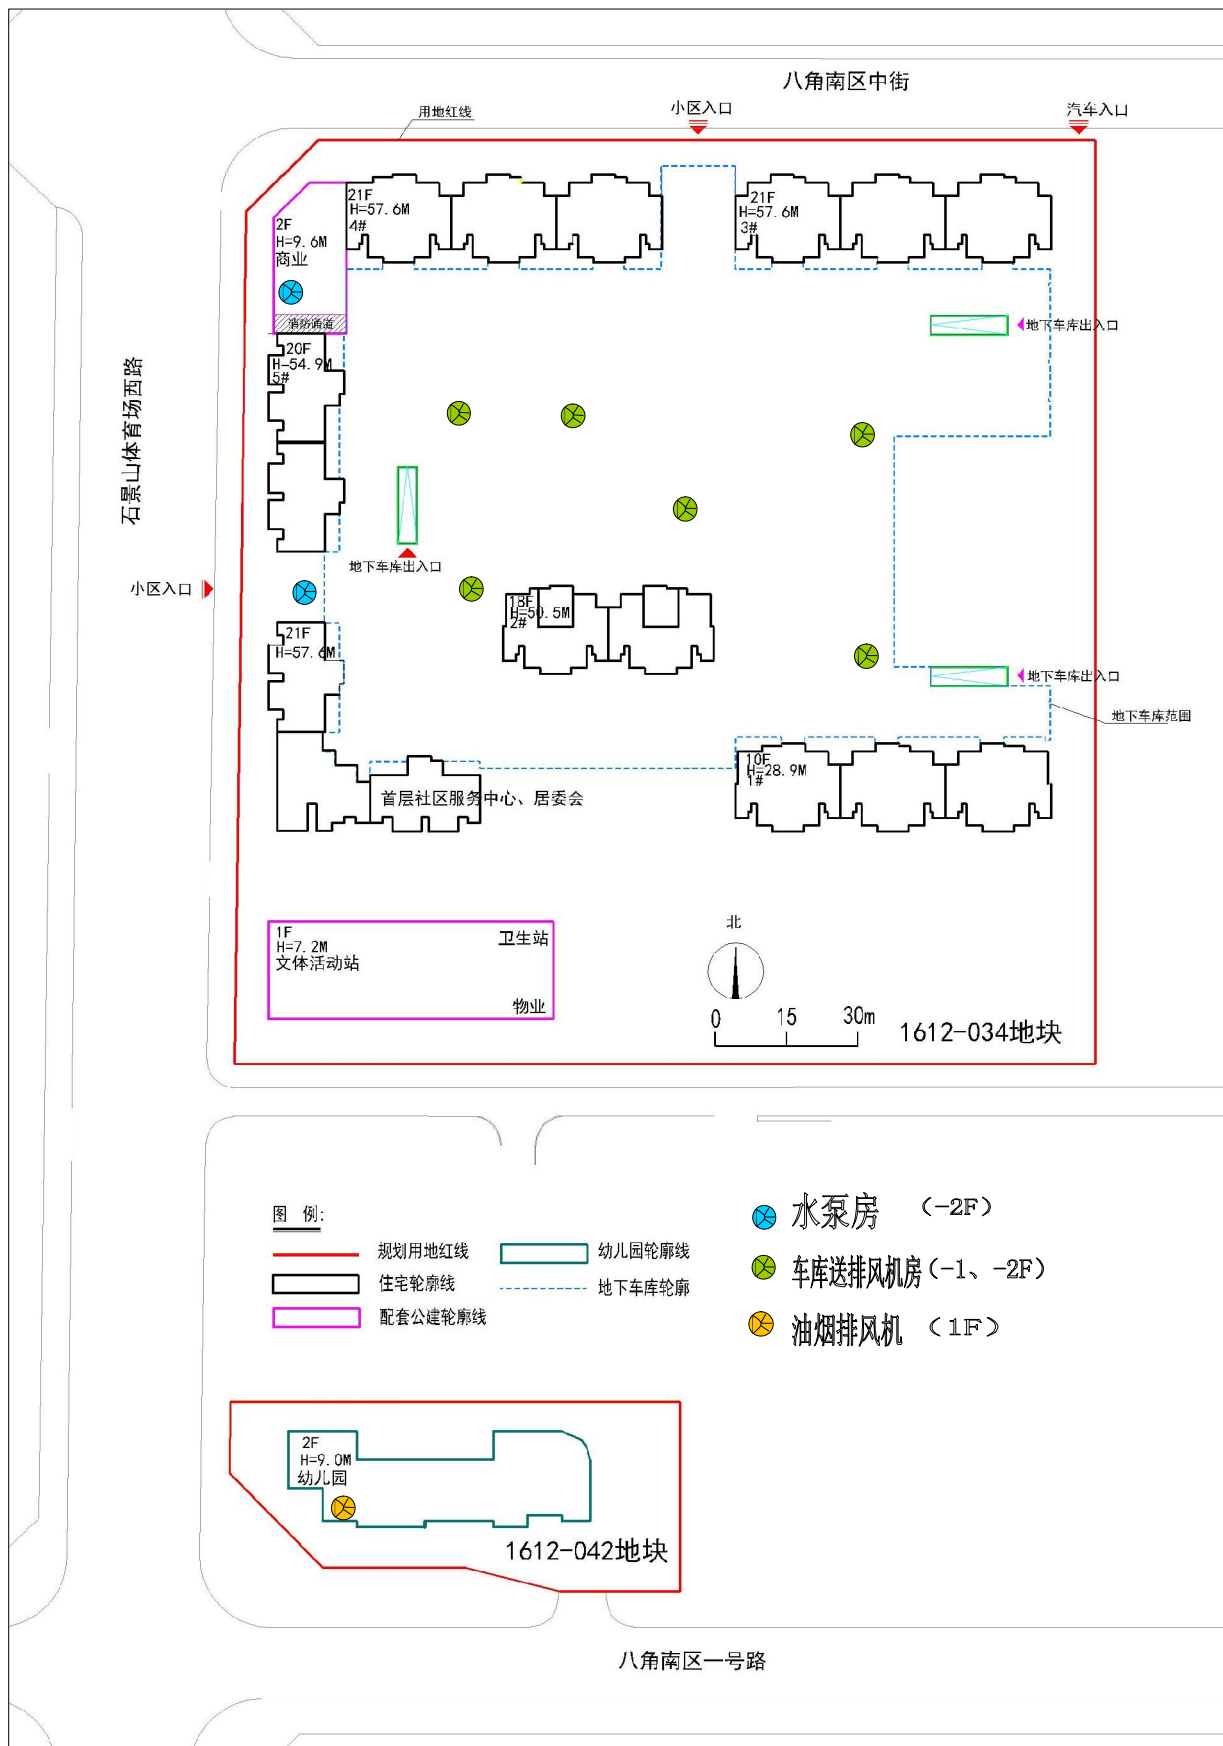 八角南区中街
用地红线
小区入口
汽车入口
21F
H=57.6M
4#
21F
H=57.6M
3#
2F
H=9.6M
商业
消防通道
地下车库出入口
20F
H=54.9M
5#
石景山体育场西路
地下车库出入口
小区入口
18F
H=50.5M
2#
21F
H=57.6M
地下车库出入口
地下车库范围
10F
H=28.9M
1#
首层社区服务中心、居委会
1F
H=7.2M
文体活动站
卫生站
物业
北
0 15 30m
1612-034地块
图 例:
规划用地红线
幼儿园轮廓线
住宅轮廓线
地下车库轮廓
配套公建轮廓线
水泵房 （-2F）
车库送排风机房（-1、-2F）
油烟排风机 （1F）
2F
H=9.0M
幼儿园
1612-042地块
八角南区一号路